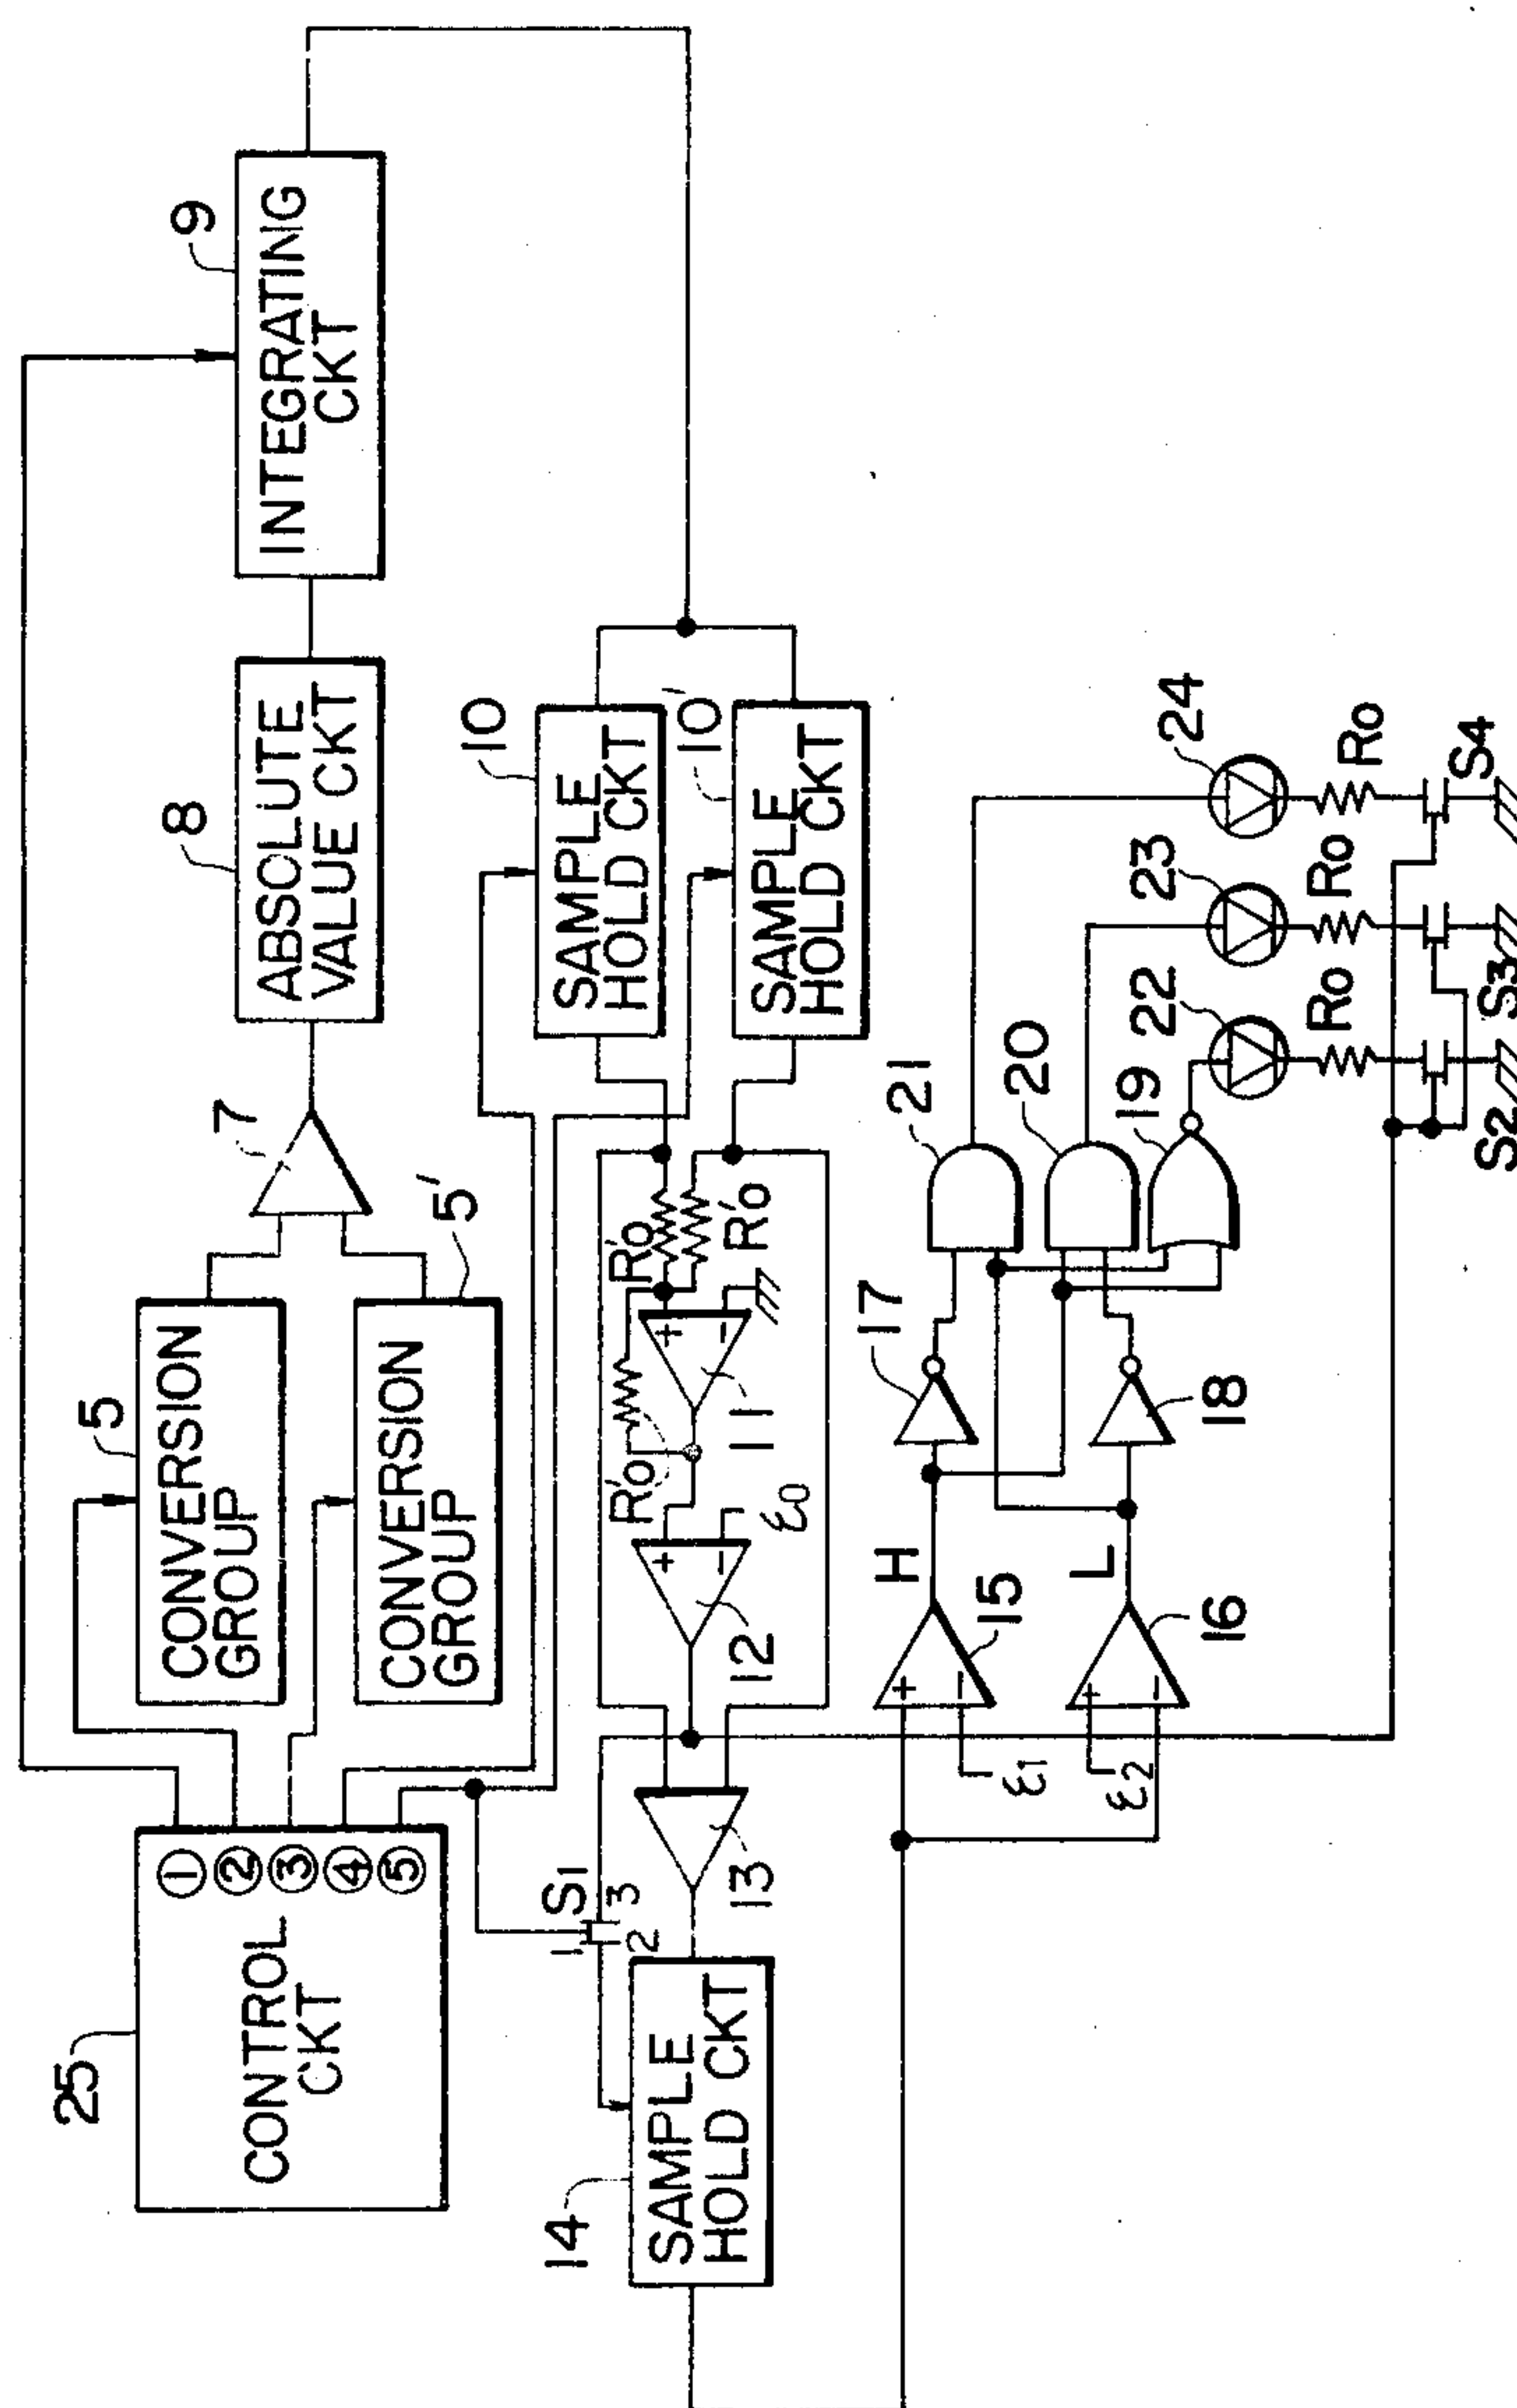 25
CONTROL
CKT
①
②
③
④
⑤
5
CONVERSION
GROUP
5'
CONVERSION
GROUP
7
8
ABSOLUTE
VALUE CKT
9
INTEGRATING
CKT
14
SAMPLE
HOLD CKT
S1
1
2
3
13
12
ε0
R'o
11
R'o
R'o
10
SAMPLE
HOLD CKT
10'
SAMPLE
HOLD CKT
ε1
15
H
ε2
16
L
17
18
21
20
19
22
23
24
Ro
Ro
Ro
S2
S3
S4